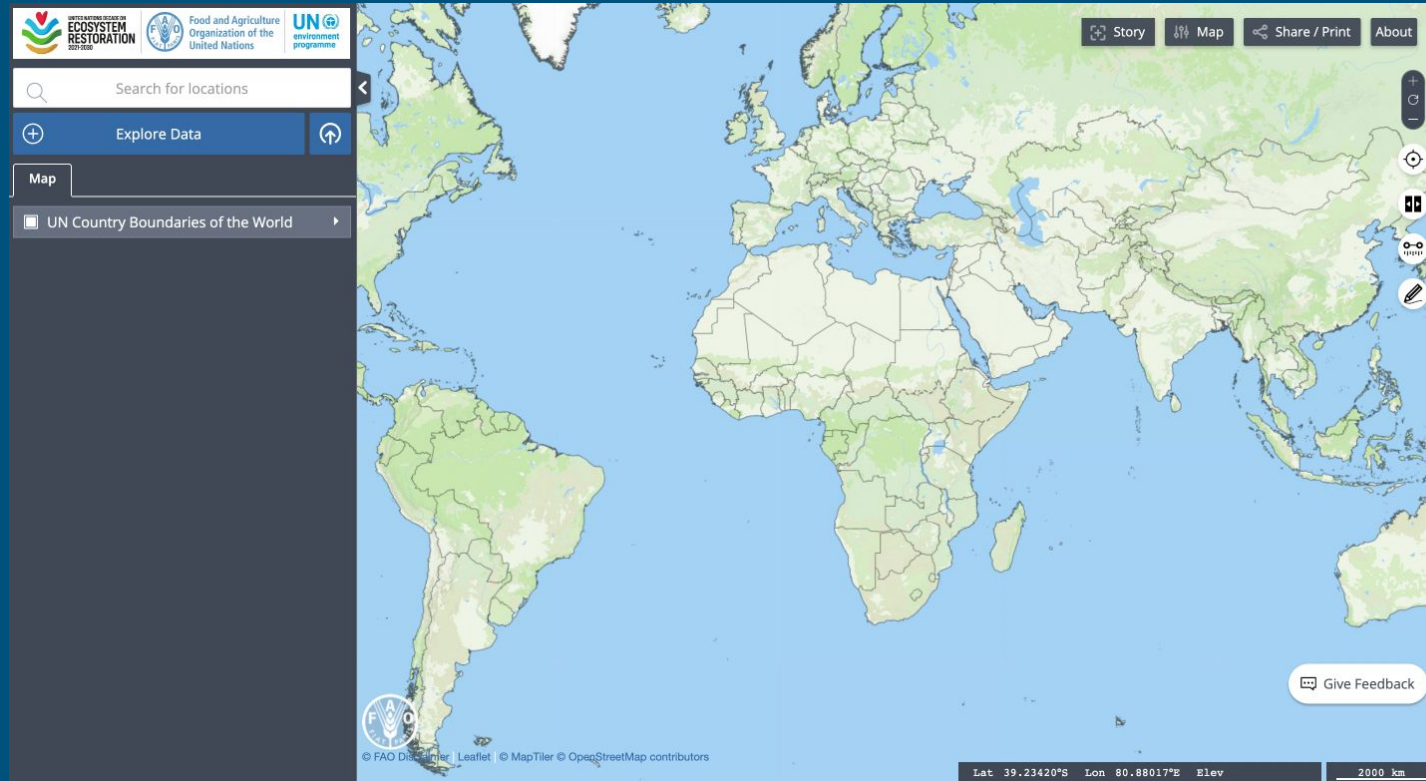 UNITED NATIONS DECADE ON
ECOSYSTEM
RESTORATION
2021-2030
F A O
Food and Agriculture
Organization of the
United Nations
UN
environment
programme
Search for locations
Explore Data
Map
UN Country Boundaries of the World
Story
Map
Share / Print
About
Give Feedback
F A O
FIAT PANIS
© FAO Disclaimer | Leaflet | © MapTiler © OpenStreetMap contributors
Lat 39.23420°S Lon 80.88017°E Elev
2000 km